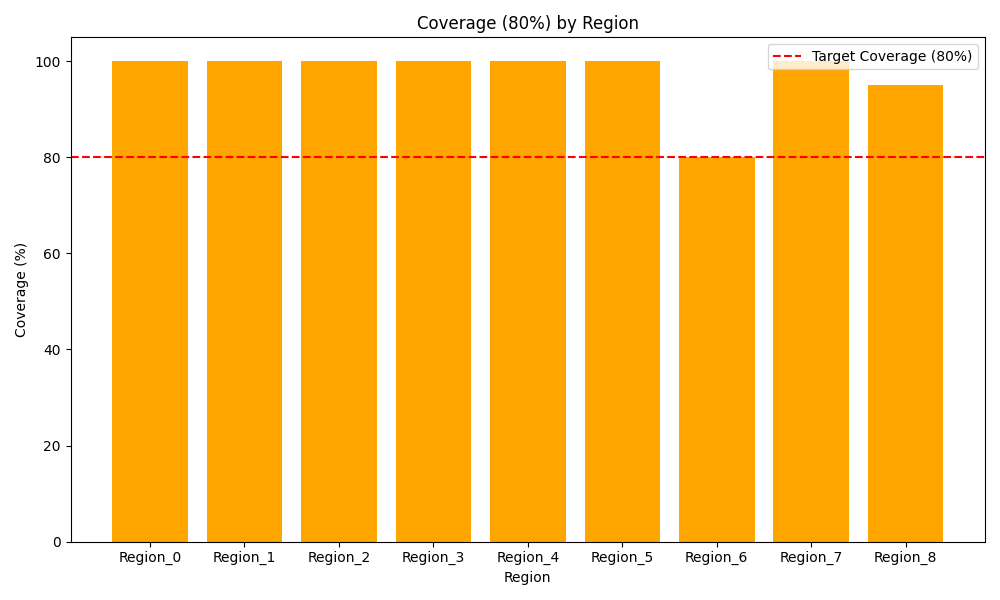 Coverage (80%) by Region
Target Coverage (80%)
Coverage (%)
100
80
60
40
20
0
Region_0 Region_1 Region_2 Region_3 Region_4 Region_5 Region_6 Region_7 Region_8
Region